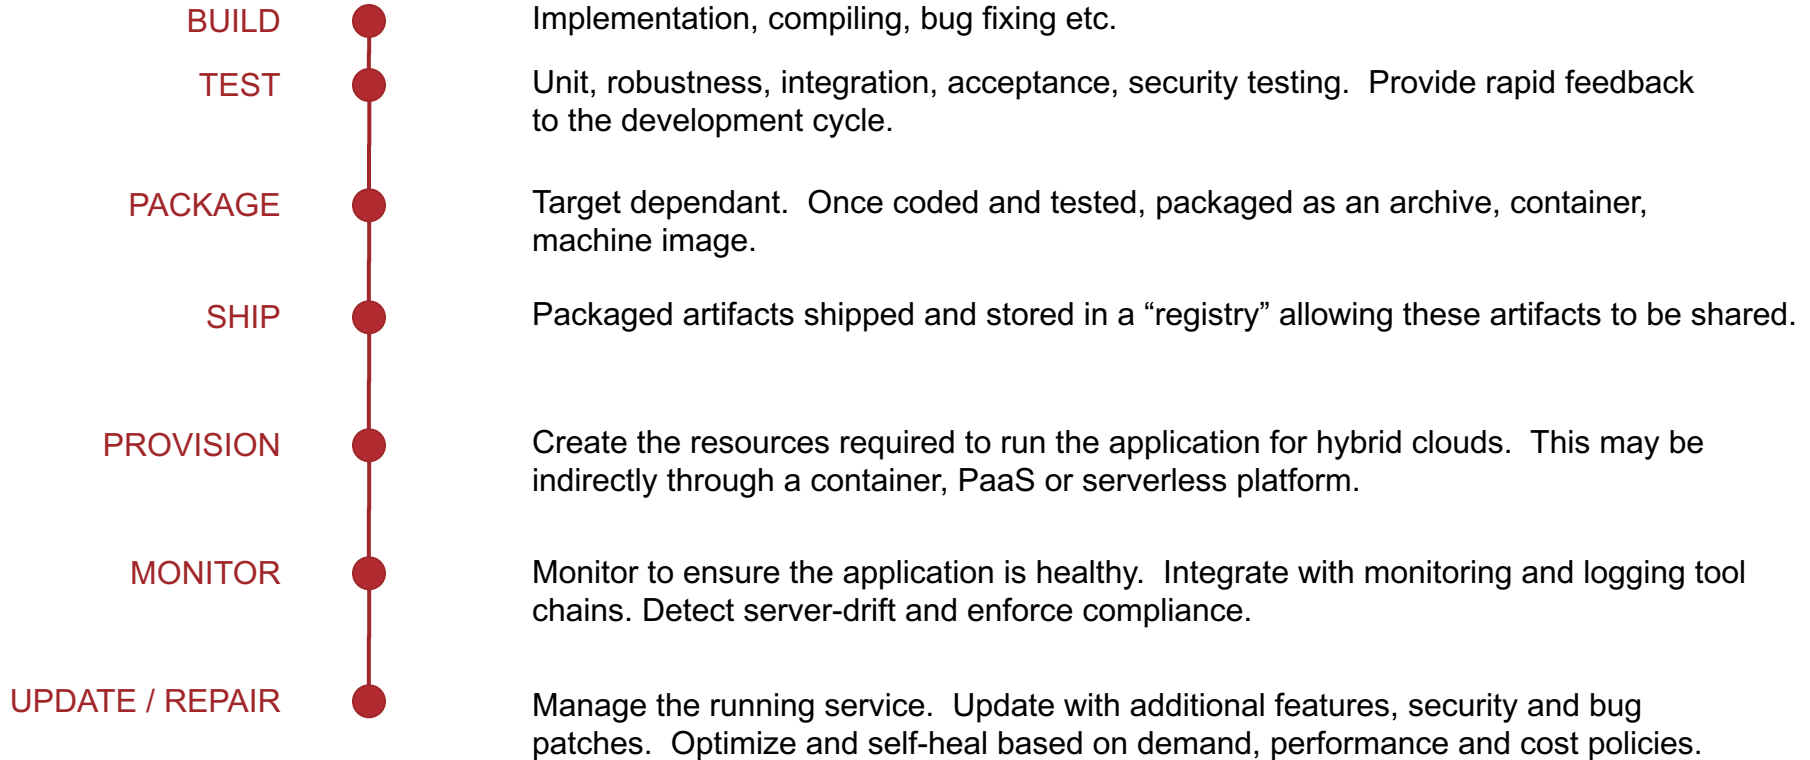 BUILD
Implementation, compiling, bug fixing etc.
TEST
Unit, robustness, integration, acceptance, security testing.  Provide rapid feedback
to the development cycle.
PACKAGE
Target dependant.  Once coded and tested, packaged as an archive, container,
machine image.
SHIP
Packaged artifacts shipped and stored in a “registry” allowing these artifacts to be shared.
PROVISION
Create the resources required to run the application for hybrid clouds.  This may be
indirectly through a container, PaaS or serverless platform.
MONITOR
Monitor to ensure the application is healthy.  Integrate with monitoring and logging tool
chains. Detect server-drift and enforce compliance.
UPDATE / REPAIR
Manage the running service.  Update with additional features, security and bug
patches.  Optimize and self-heal based on demand, performance and cost policies.